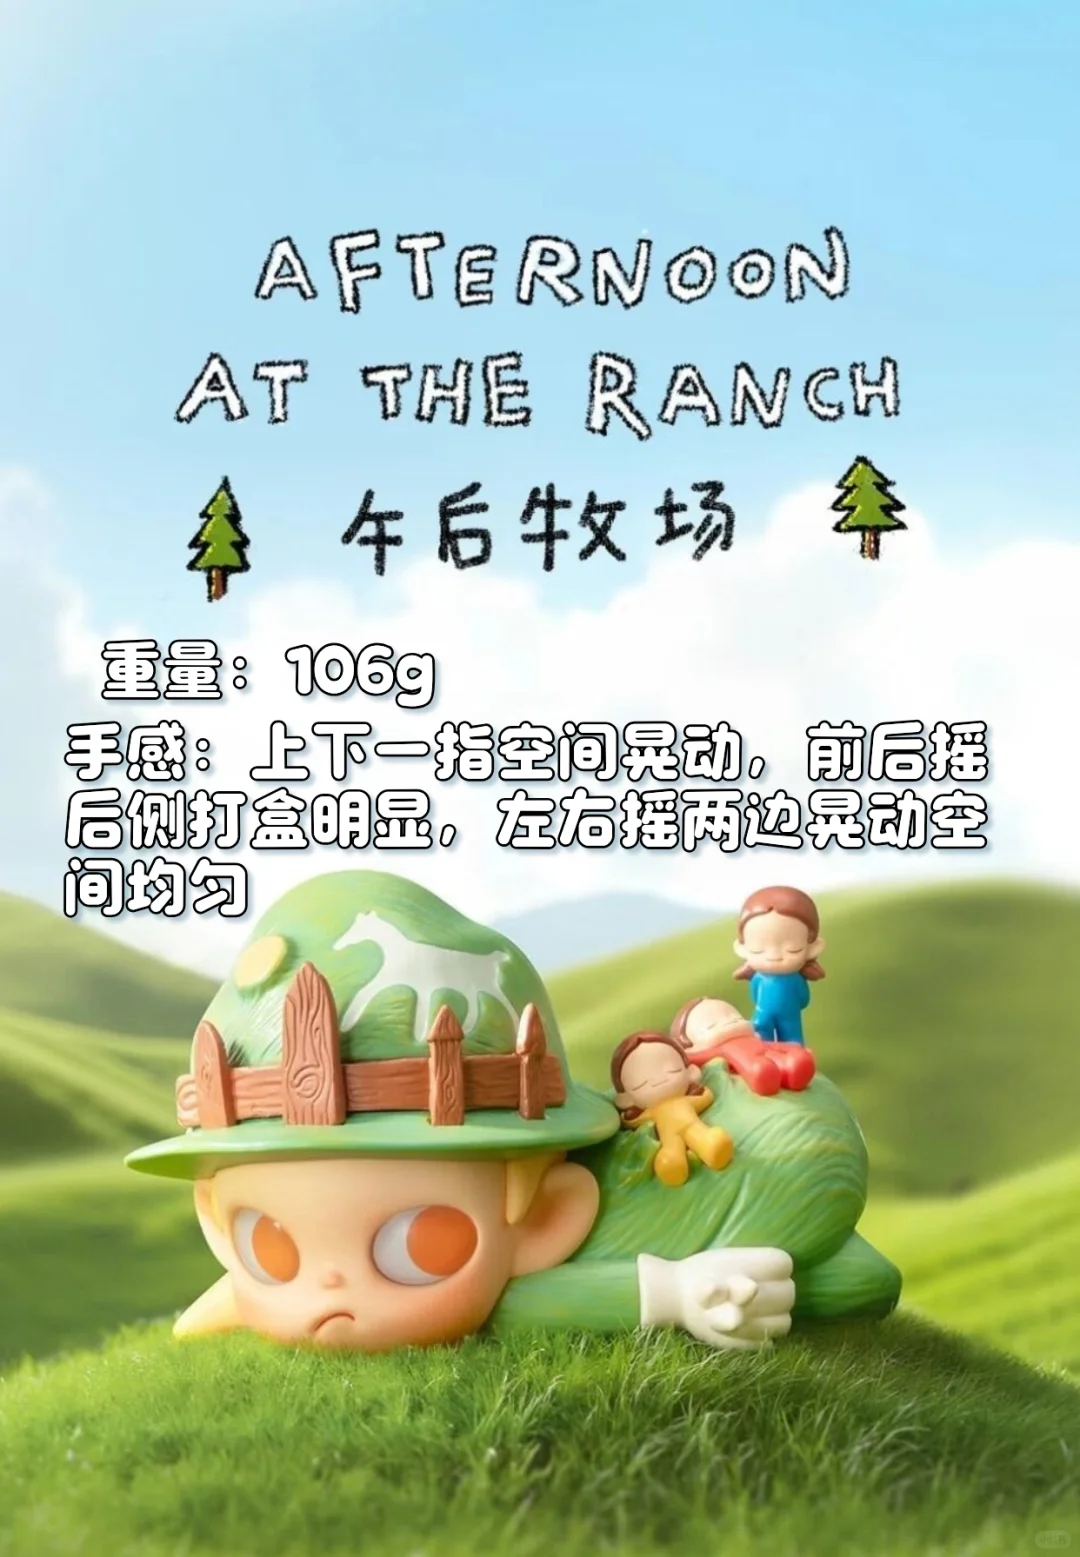 AFTERNOON
AT THE RANCH
午后牧场
重量：106g
手感：上下一指空间晃动，前后摇
后侧打盒明显，左右摇两边晃动空
间均匀